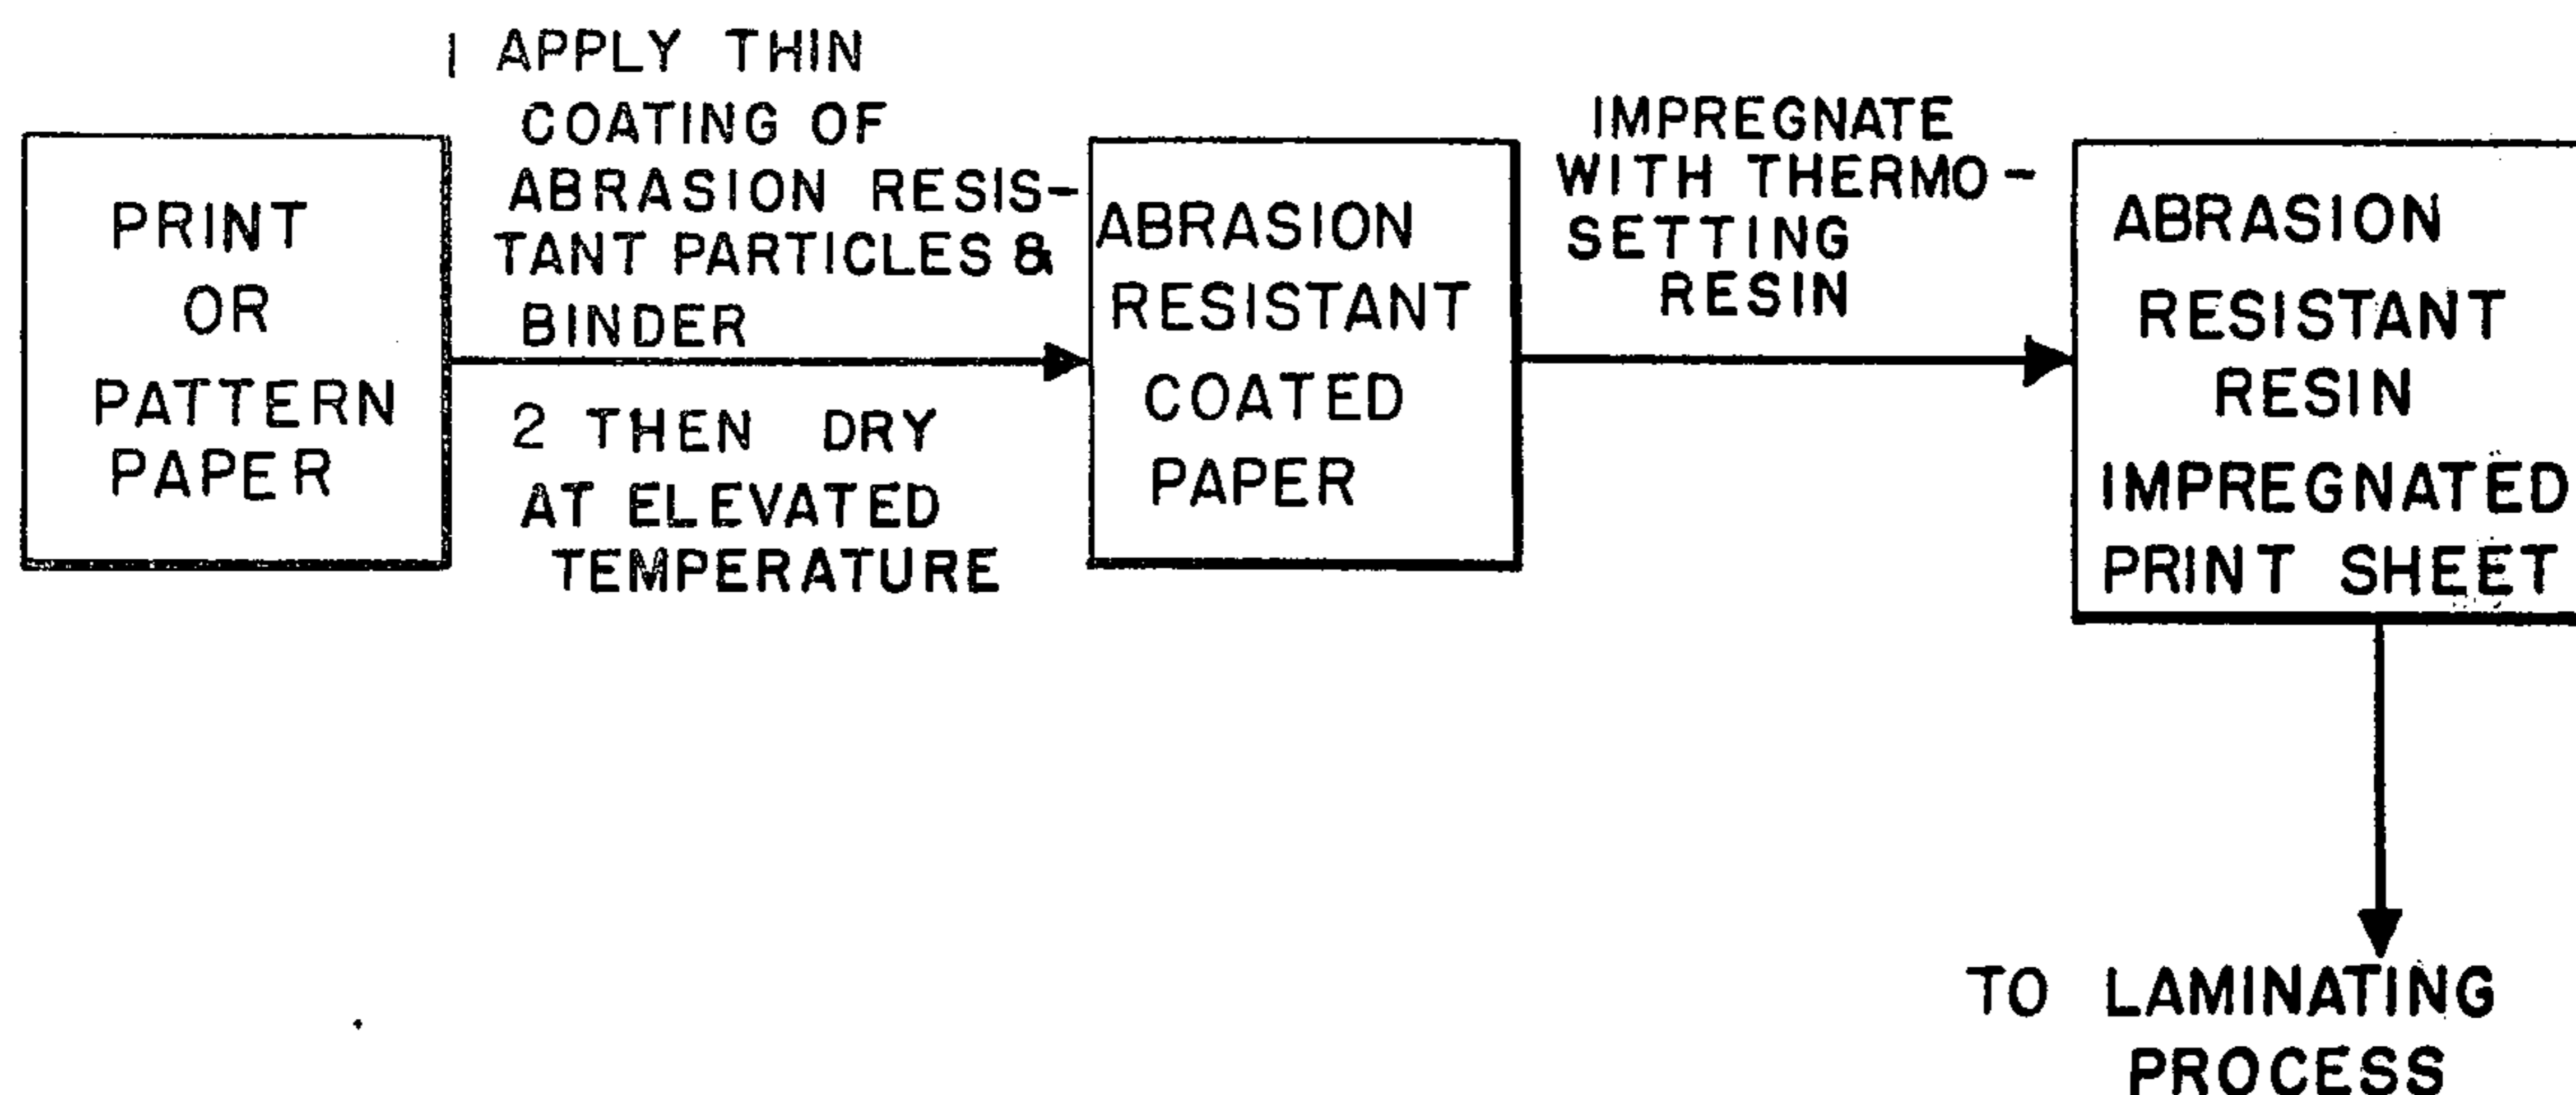 PRINT
OR
PATTERN
PAPER
1 APPLY THIN
COATING OF
ABRASION RESIS-
TANT PARTICLES &
BINDER
2 THEN DRY
AT ELEVATED
TEMPERATURE
ABRASION
RESISTANT
COATED
PAPER
IMPREGNATE
WITH THERMO-
SETTING
RESIN
ABRASION
RESISTANT
RESIN
IMPREGNATED
PRINT SHEET
TO LAMINATING
PROCESS